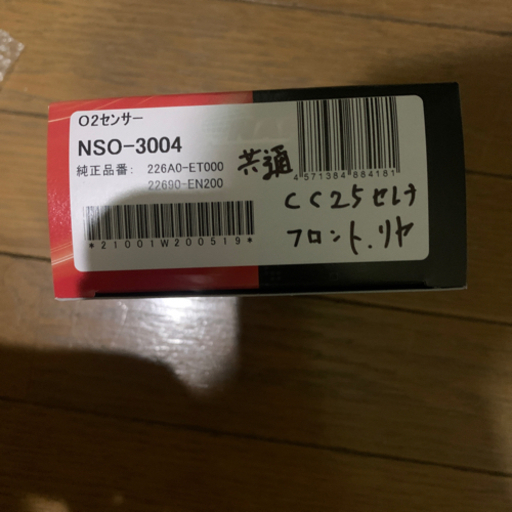 O2センサー
NSO-3004
純正品番: 226A0-ET000
22690-EN200
*21001W200519*
共通
4571384884181
CC25セレナ
フロント.リヤ